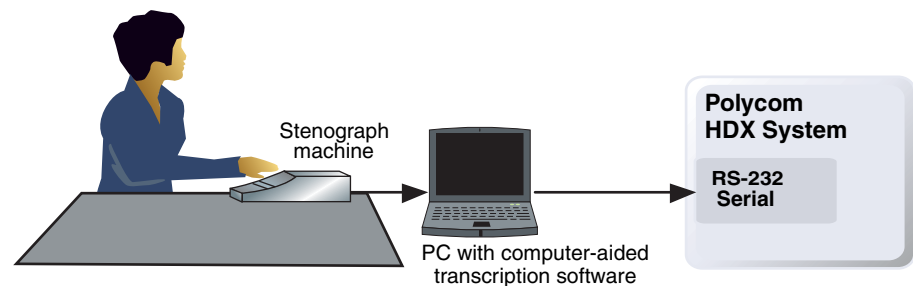 Stenograph
machine
PC with computer-aided
transcription software
Polycom
HDX System
RS-232
Serial